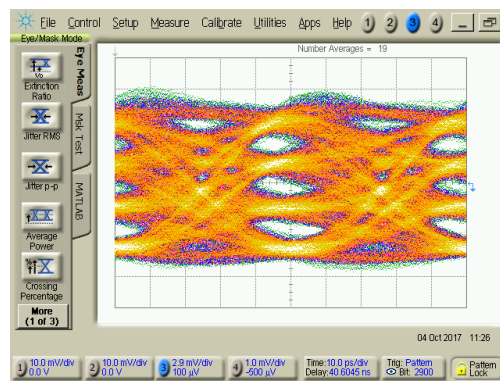 File Control Setup Measure Calibrate Utilities Apps Help 1 2 3 4
Eye/Mask Mode
Number Averages = 19
Eye Meas
Extinction
Ratio
Jitter RMS
Msk Test
Jitter p-p
MATLAB
Average
Power
Crossing
Percentage
More
(1 of 3)
04 Oct 2017 11:26
1 10.0 mV/div
0.0 V
2 10.0 mV/div
0.0 V
3 2.9 mV/div
100 µV
4 1.0 mV/div
-500 µV
Time:10.0 ps/div
Delay:40.6045 ns
Trig: Pattern
Bit: 2900
Pattern
Lock